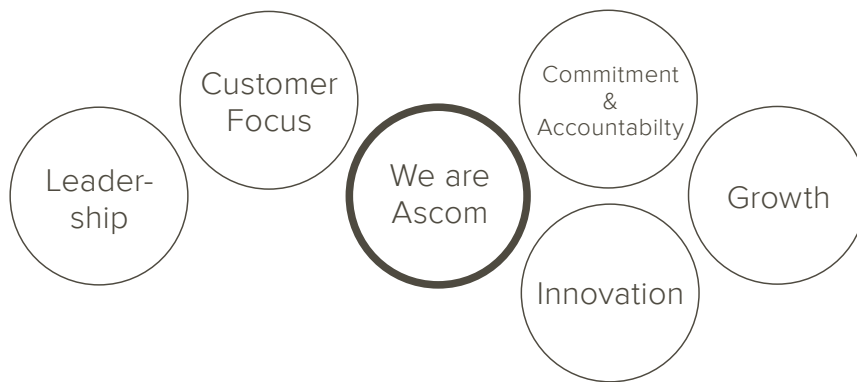 Leader-
ship
Customer
Focus
We are
Ascom
Commitment
&
Accountabilty
Innovation
Growth